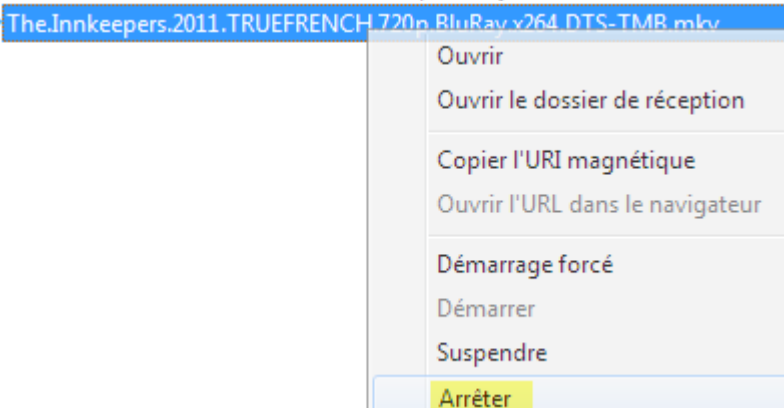 The.Innkeepers.2011.TRUEFRENCH.720p.BluRay.x264.DTS-TMB.mkv
Ouvrir
Ouvrir le dossier de réception
Copier l'URI magnétique
Ouvrir l'URL dans le navigateur
Démarrage forcé
Démarrer
Suspendre
Arrêter